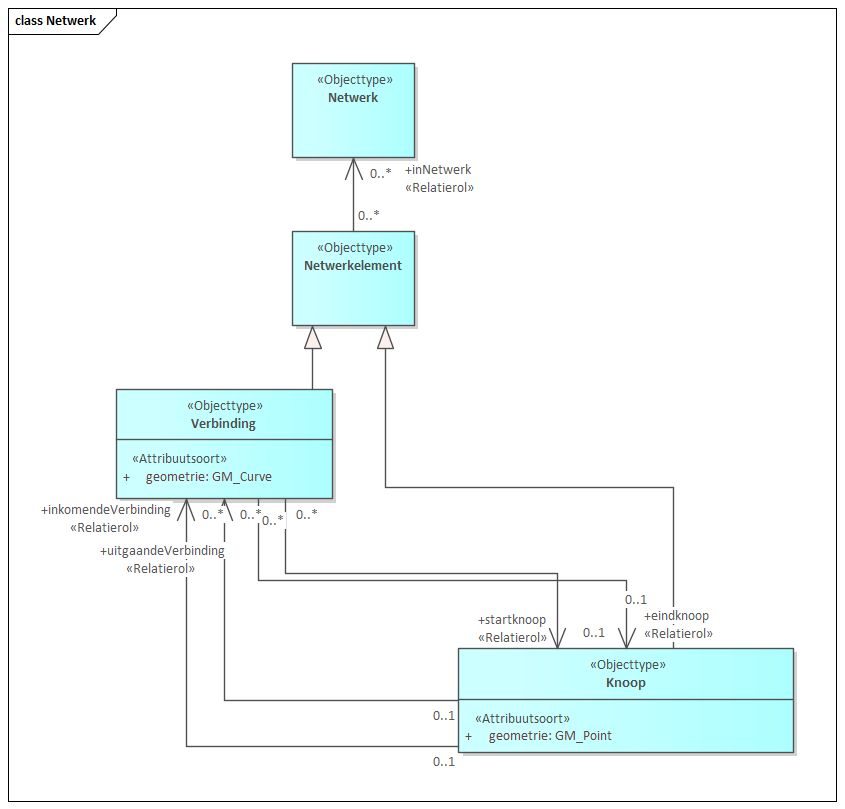 class Netwerk
«Objecttype»
Netwerk
0..*
+inNetwerk
«Relatierol»
0..*
«Objecttype»
Netwerkelement
«Objecttype»
Verbinding
«Attribuutsoort»
+ geometrie: GM_Curve
+inkomendeVerbinding
«Relatierol»
0..*
0..*
0..*
0..*
+uitgaandeVerbinding
«Relatierol»
0..1
+startknoop
«Relatierol»
0..1
+eindknoop
«Relatierol»
«Objecttype»
Knoop
«Attribuutsoort»
+ geometrie: GM_Point
0..1
0..1